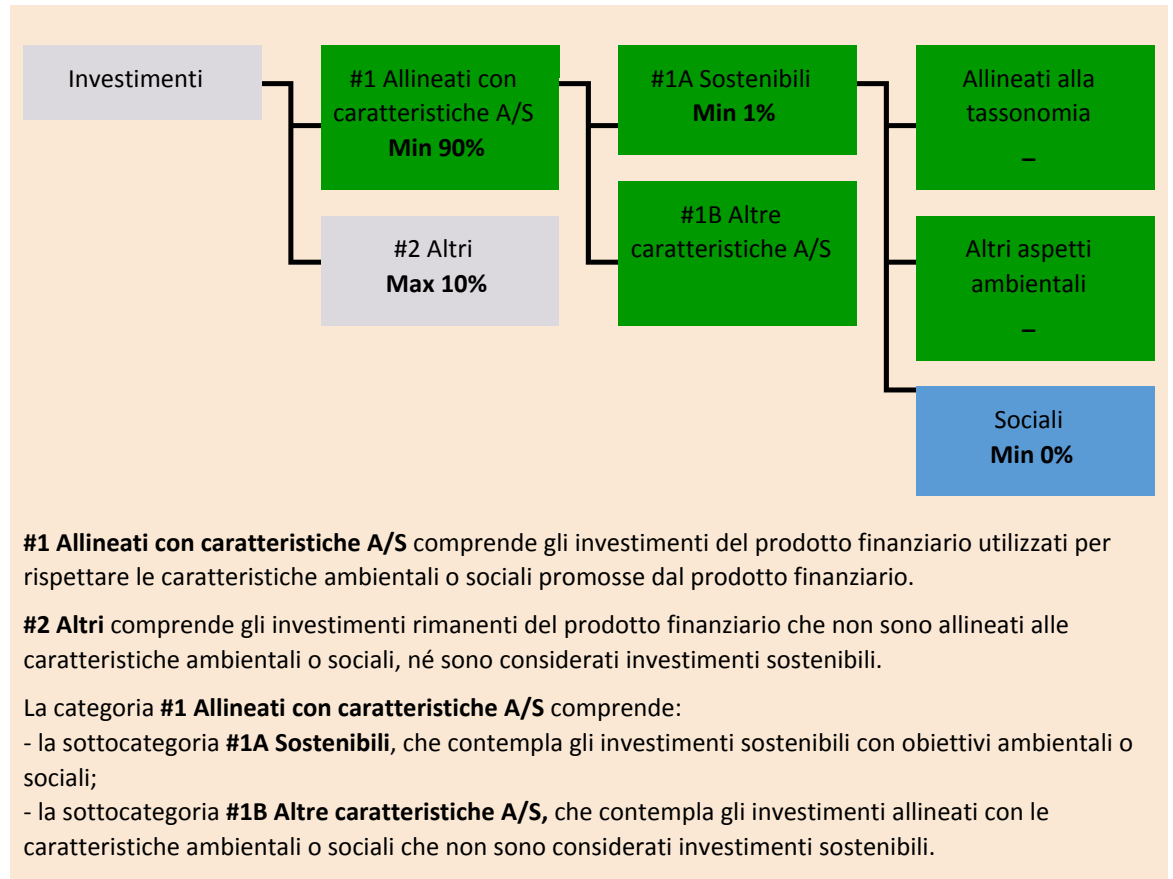 Investimenti
#1 Allineati con
caratteristiche A/S
Min 90%
#2 Altri
Max 10%
#1A Sostenibili
Min 1%
#1B Altre
caratteristiche A/S
Allineati alla
tassonomia
–
Altri aspetti
ambientali
–
Sociali
Min 0%
#1 Allineati con caratteristiche A/S comprende gli investimenti del prodotto finanziario utilizzati per
rispettare le caratteristiche ambientali o sociali promosse dal prodotto finanziario.
#2 Altri comprende gli investimenti rimanenti del prodotto finanziario che non sono allineati alle
caratteristiche ambientali o sociali, né sono considerati investimenti sostenibili.
La categoria #1 Allineati con caratteristiche A/S comprende:
- la sottocategoria #1A Sostenibili, che contempla gli investimenti sostenibili con obiettivi ambientali o
sociali;
- la sottocategoria #1B Altre caratteristiche A/S, che contempla gli investimenti allineati con le
caratteristiche ambientali o sociali che non sono considerati investimenti sostenibili.